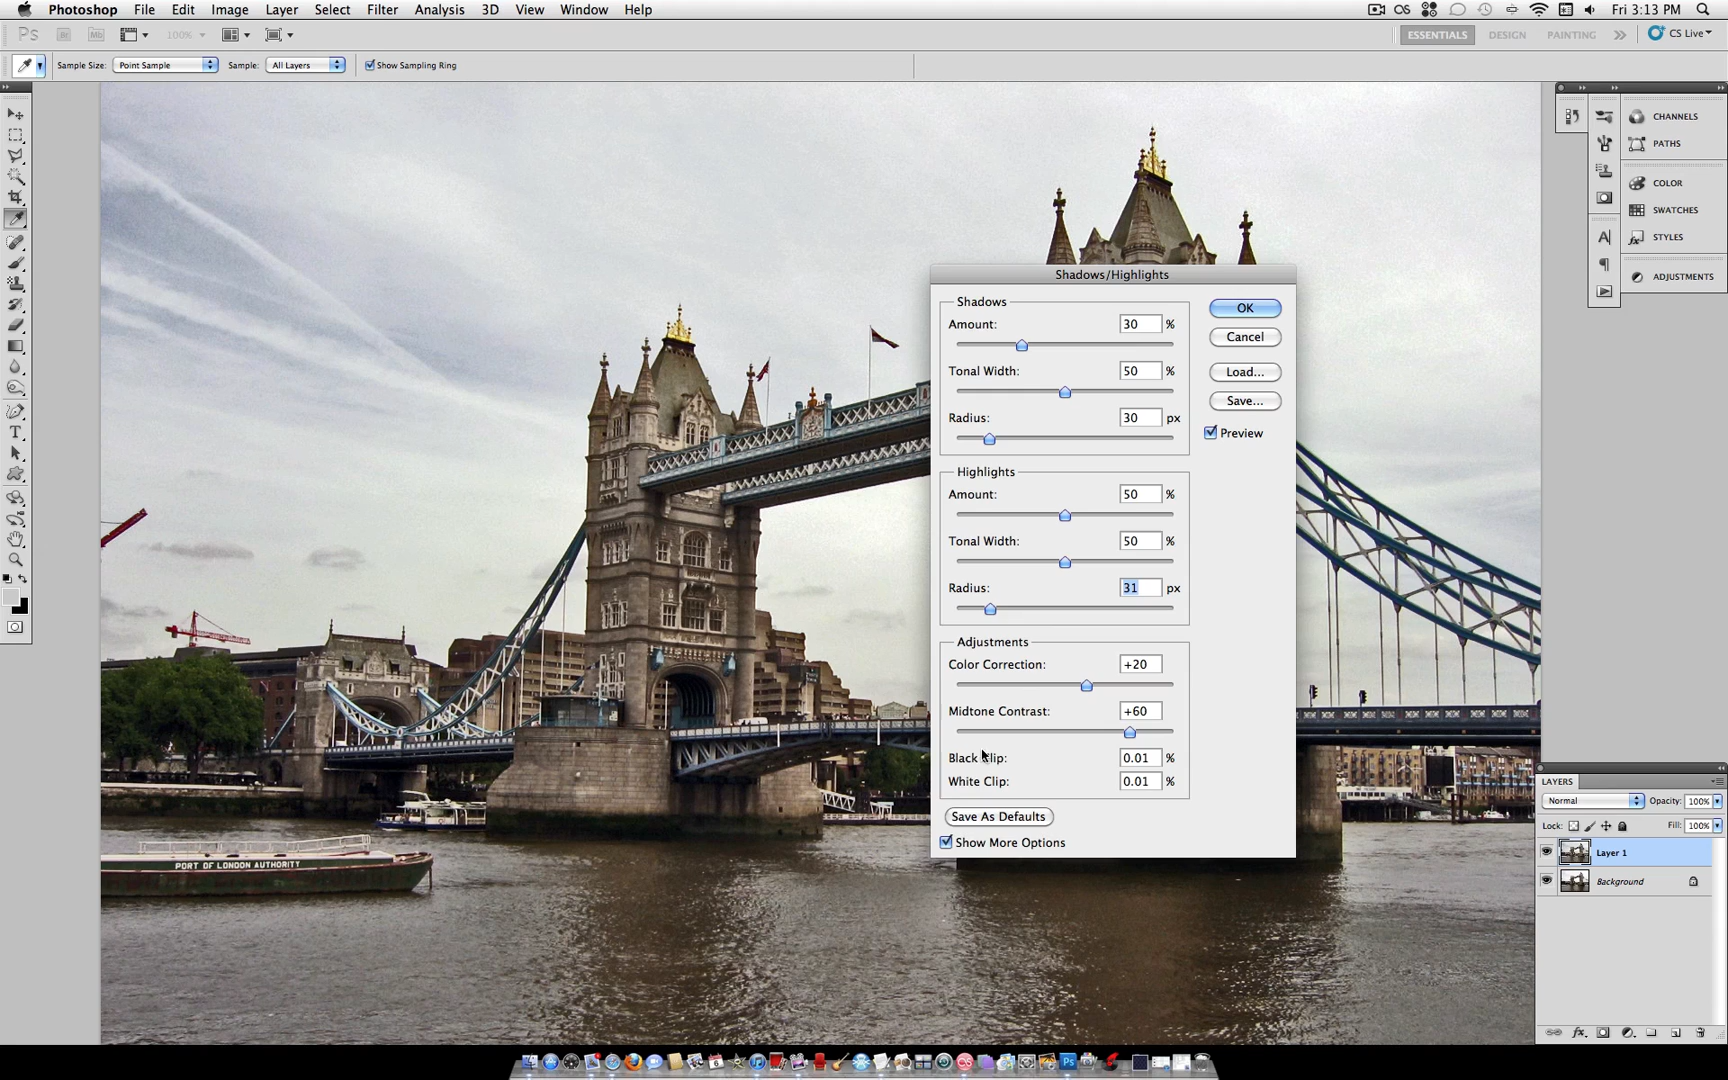 Photoshop File Edit Image Layer Select Filter Analysis 3D View Window Help
Fri 3:13 PM
Ps Br Mb 100% ESSENTIALS DESIGN PAINTING CS Live
Sample Size: Point Sample Sample: All Layers Show Sampling Ring
CHANNELS
PATHS
COLOR
SWATCHES
STYLES
ADJUSTMENTS
Shadows/Highlights
Shadows
Amount: 30 %
Tonal Width: 50 %
Radius: 30 px
Highlights
Amount: 50 %
Tonal Width: 50 %
Radius: 31 px
Adjustments
Color Correction: +20
Midtone Contrast: +60
Black Clip: 0.01 %
White Clip: 0.01 %
Save As Defaults
Show More Options
OK
Cancel
Load...
Save...
Preview
PORT OF LONDON AUTHORITY
LAYERS
Normal Opacity: 100%
Lock: Fill: 100%
Layer 1
Background